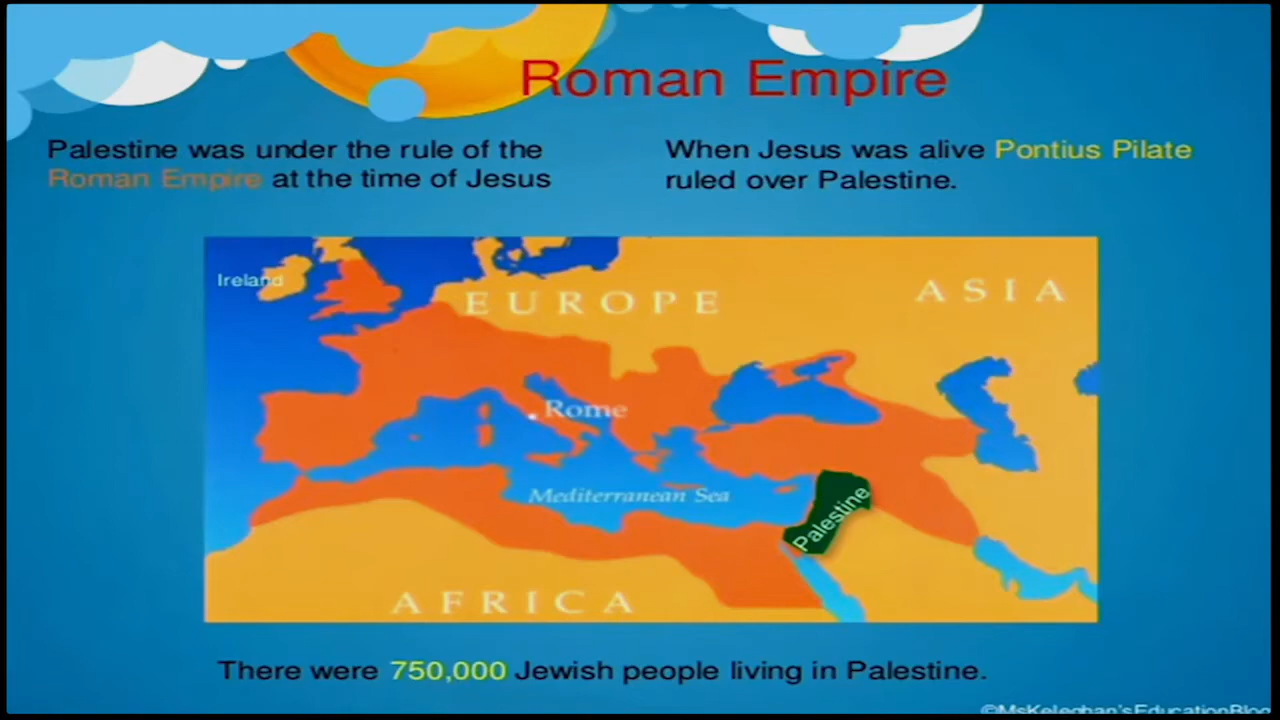 Roman Empire
Palestine was under the rule of the
Roman Empire at the time of Jesus
When Jesus was alive Pontius Pilate
ruled over Palestine.
Ireland
EUROPE
ASIA
Rome
Mediterranean Sea
Palestine
AFRICA
There were 750,000 Jewish people living in Palestine.
©MsKeleghan'sEducationBlog